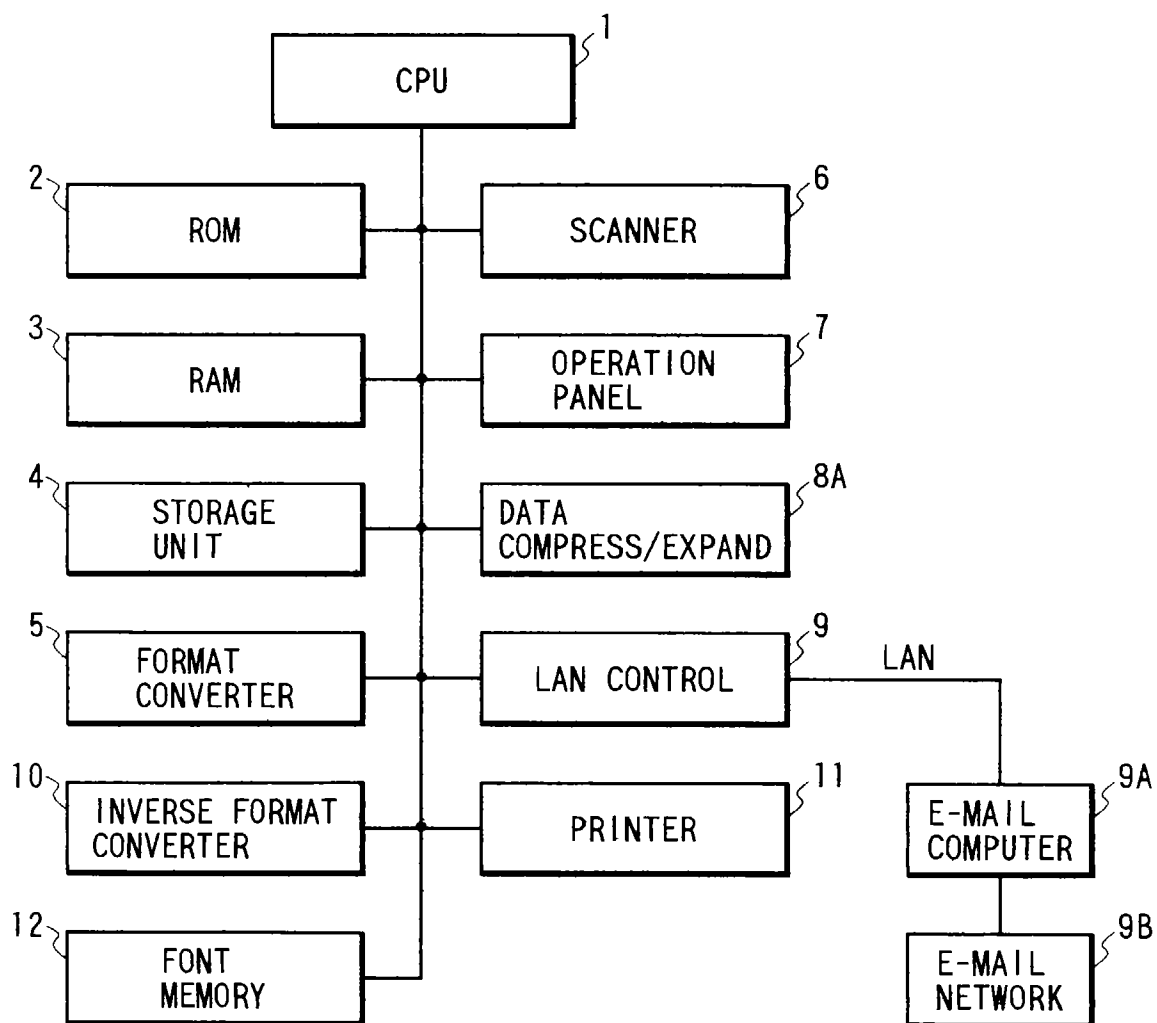 1
CPU
2
ROM
6
SCANNER
3
RAM
7
OPERATION
PANEL
4
STORAGE
UNIT
8A
DATA
COMPRESS/EXPAND
5
FORMAT
CONVERTER
9
LAN CONTROL
LAN
10
INVERSE FORMAT
CONVERTER
11
PRINTER
9A
E-MAIL
COMPUTER
12
FONT
MEMORY
9B
E-MAIL
NETWORK